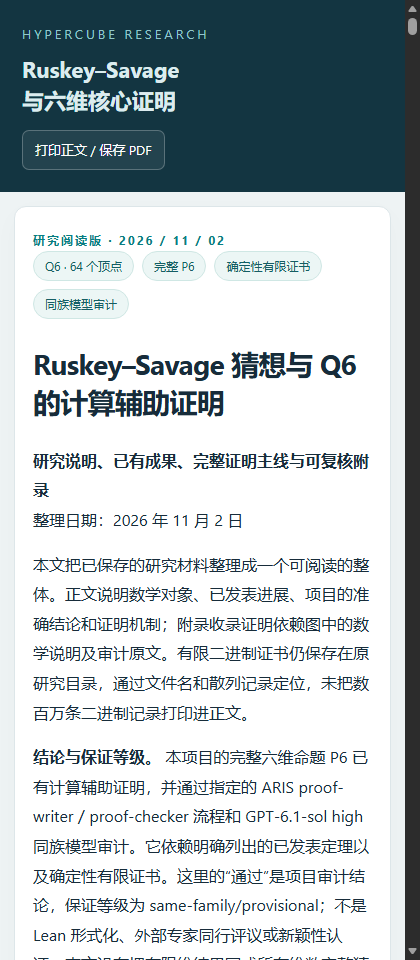 HYPERCUBE RESEARCH
Ruskey–Savage
与六维核心证明
打印正文 / 保存 PDF
研究阅读版 · 2026 / 11 / 02
Q6 · 64 个顶点
完整 P6
确定性有限证书
同族模型审计
Ruskey–Savage 猜想与 Q6
的计算辅助证明
研究说明、已有成果、完整证明主线与可复核附
录
整理日期：2026 年 11 月 2 日
本文把已保存的研究材料整理成一个可阅读的整
体。正文说明数学对象、已发表进展、项目的准
确结论和证明机制；附录收录证明依赖图中的数
学说明及审计原文。有限二进制证书仍保存在原
研究目录，通过文件名和散列记录定位，未把数
百万条二进制记录打印进正文。
结论与保证等级。 本项目的完整六维命题 P6 已
有计算辅助证明，并通过指定的 ARIS proof-
writer / proof-checker 流程和 GPT-6.1-sol high
同族模型审计。它依赖明确列出的已发表定理以
及确定性有限证书。这里的“通过”是项目审计结
论，保证等级为 same-family/provisional；不是
Lean 形式化、外部专家同行评议或新颖性认